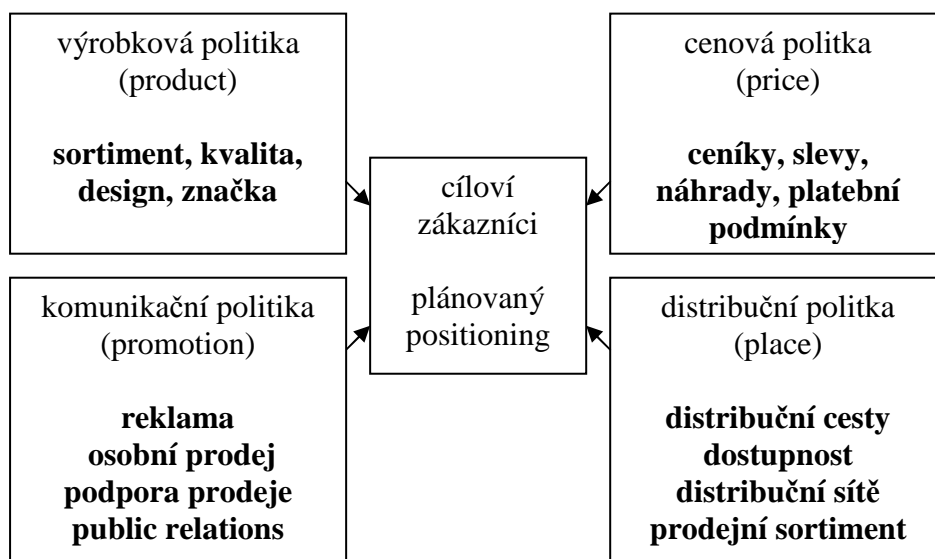 výrobková politika
(product)
sortiment, kvalita,
design, značka
cenová politka
(price)
ceníky, slevy,
náhrady, platební
podmínky
cíloví
zákazníci
plánovaný
positioning
komunikační politika
(promotion)
reklama
osobní prodej
podpora prodeje
public relations
distribuční politka
(place)
distribuční cesty
dostupnost
distribuční sítě
prodejní sortiment